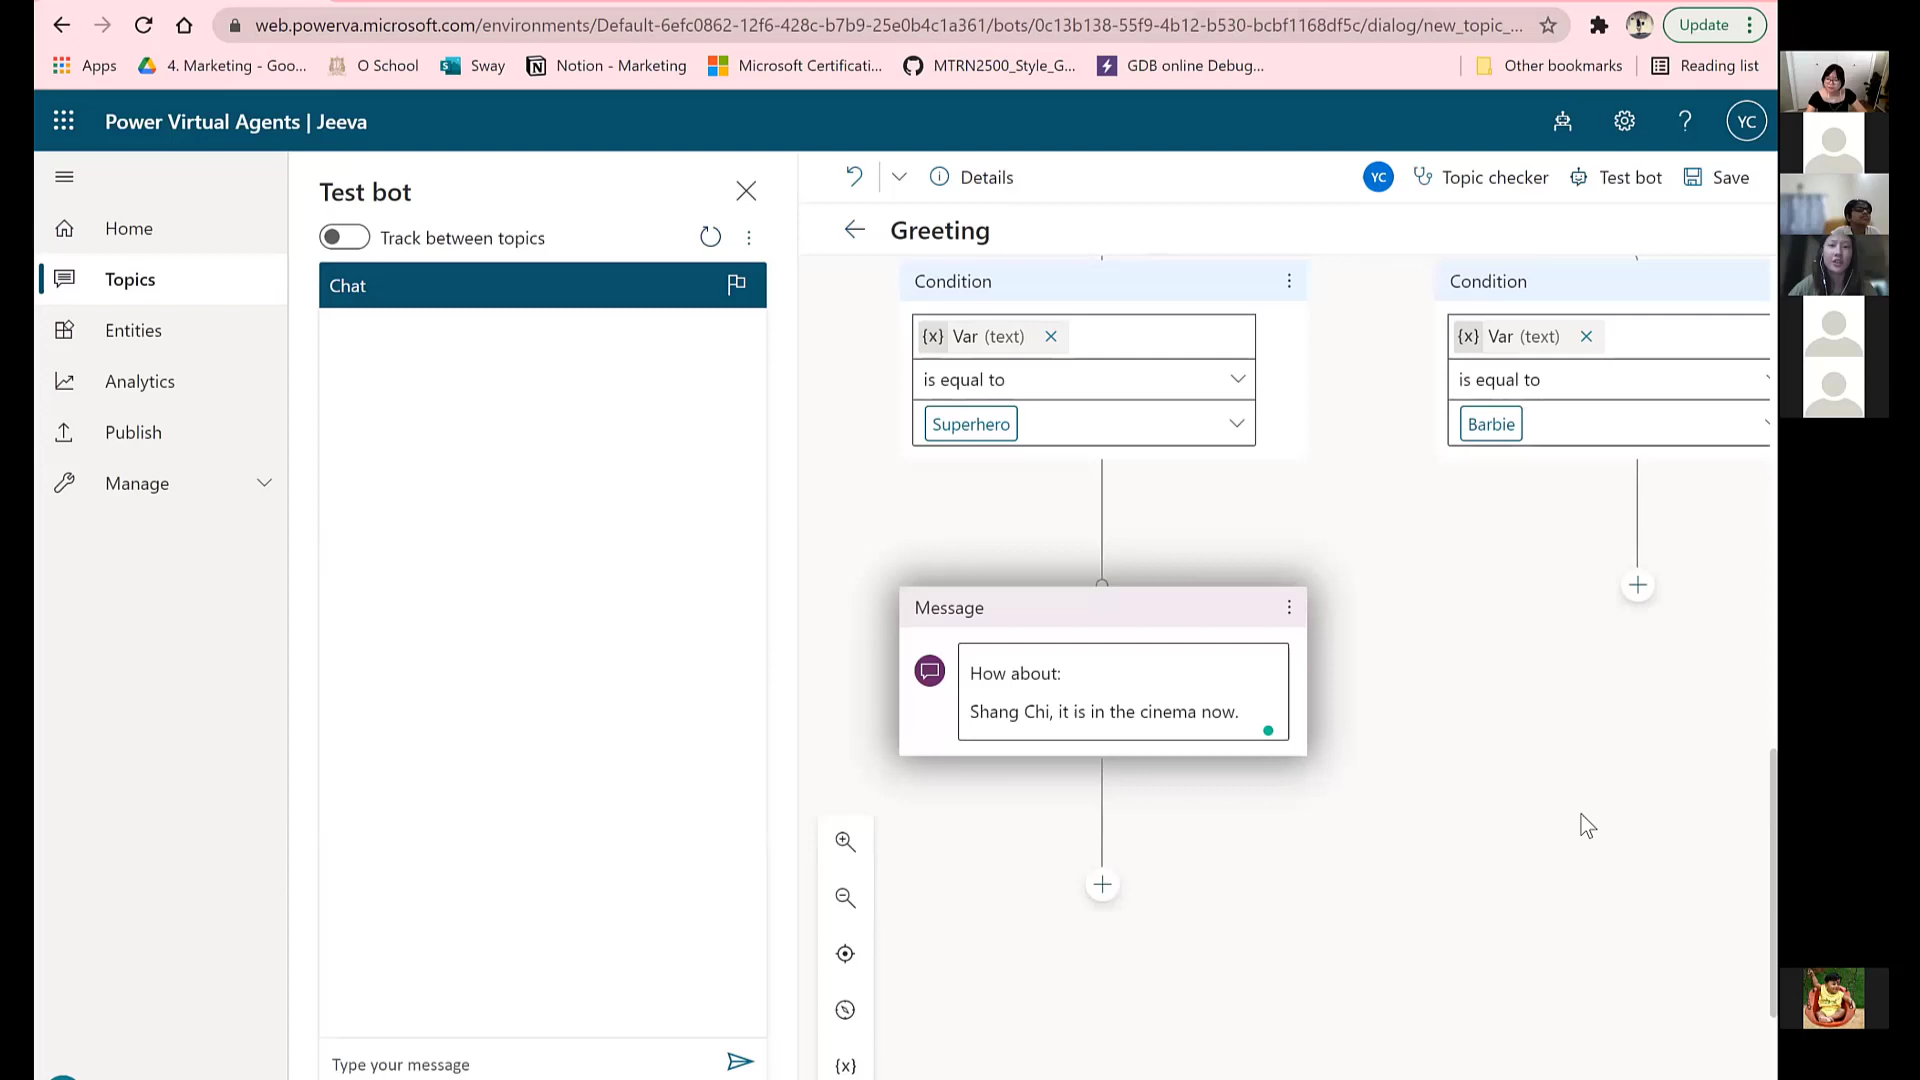 web.powerva.microsoft.com/environments/Default-6efc0862-12f6-428c-b7b9-25e0b4c1a361/bots/0c13b138-55f9-4b12-b530-bcbf1168df5c/dialog/new_topic_...
Update
Apps
4. Marketing - Goo...
O School
Sway
Notion - Marketing
Microsoft Certificati...
MTRN2500_Style_G...
GDB online Debug...
Other bookmarks
Reading list
Power Virtual Agents | Jeeva
YC
Home
Topics
Entities
Analytics
Publish
Manage
Test bot
Track between topics
Chat
Type your message
Details
YC
Topic checker
Test bot
Save
Greeting
Condition
{x} Var (text)
is equal to
Superhero
Condition
{x} Var (text)
is equal to
Barbie
Message
How about:
Shang Chi, it is in the cinema now.
{x}